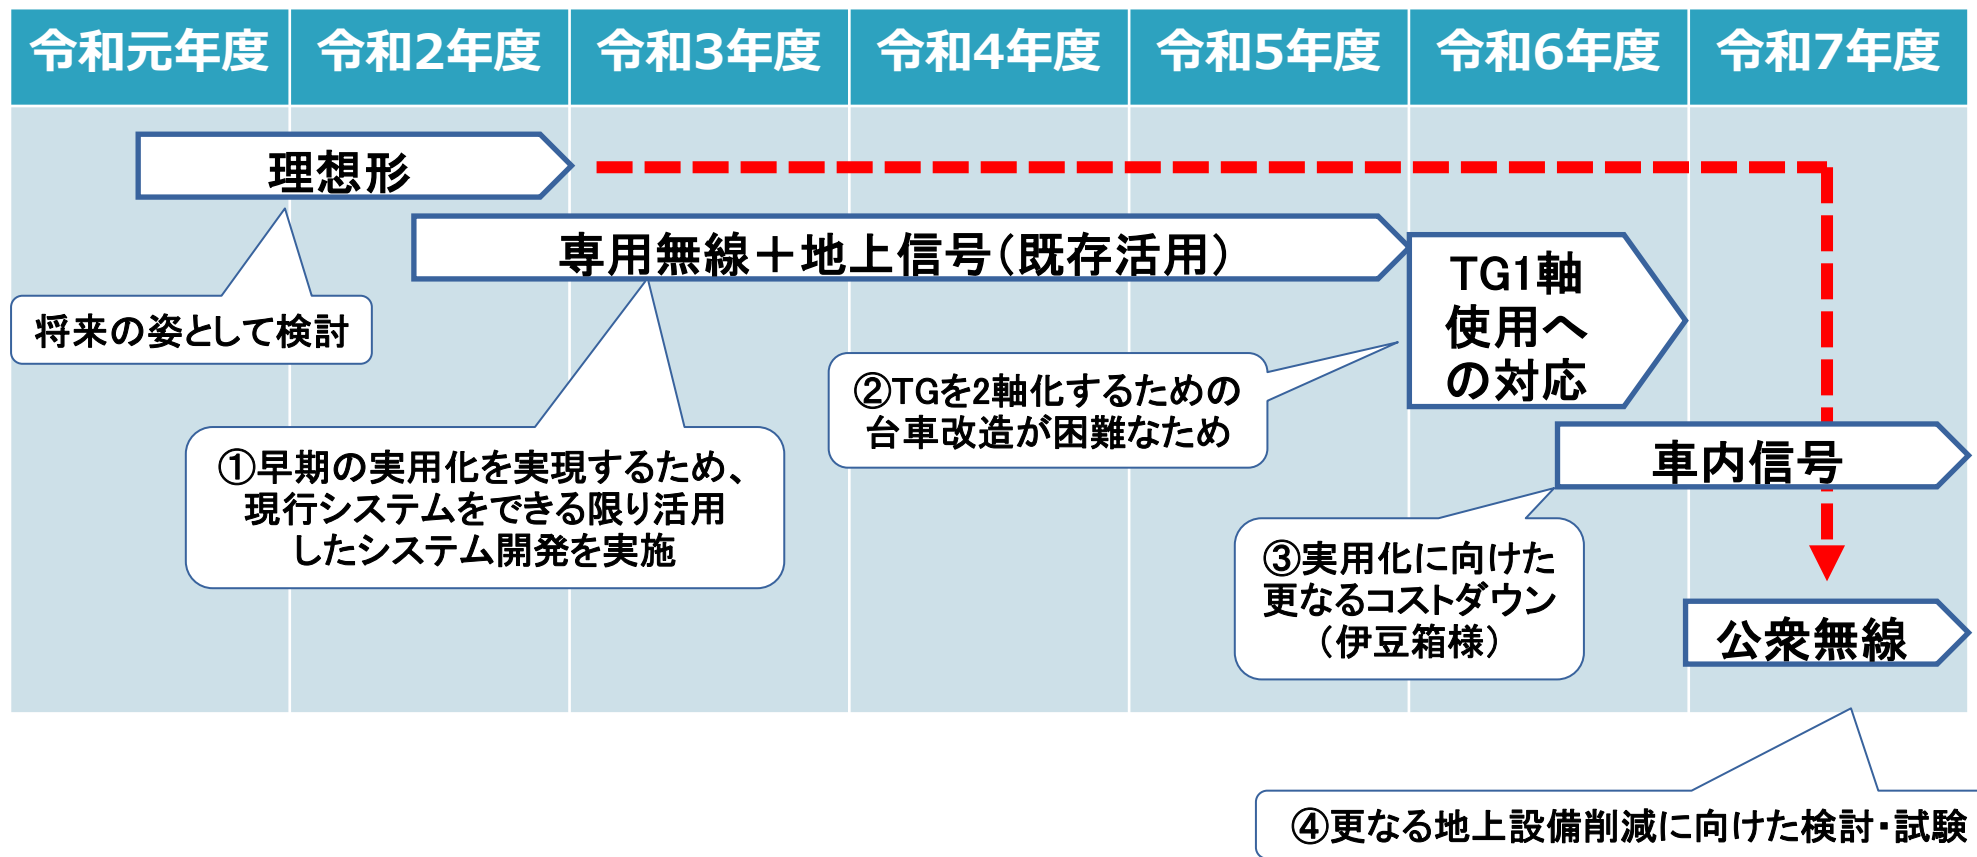 令和元年度
令和2年度
令和3年度
令和4年度
令和5年度
令和6年度
令和7年度
理想形
専用無線＋地上信号（既存活用）
TG1軸
使用へ
の対応
将来の姿として検討
②TGを2軸化するための
台車改造が困難なため
①早期の実用化を実現するため、
現行システムをできる限り活用
したシステム開発を実施
車内信号
③実用化に向けた
更なるコストダウン
（伊豆箱様）
公衆無線
④更なる地上設備削減に向けた検討・試験